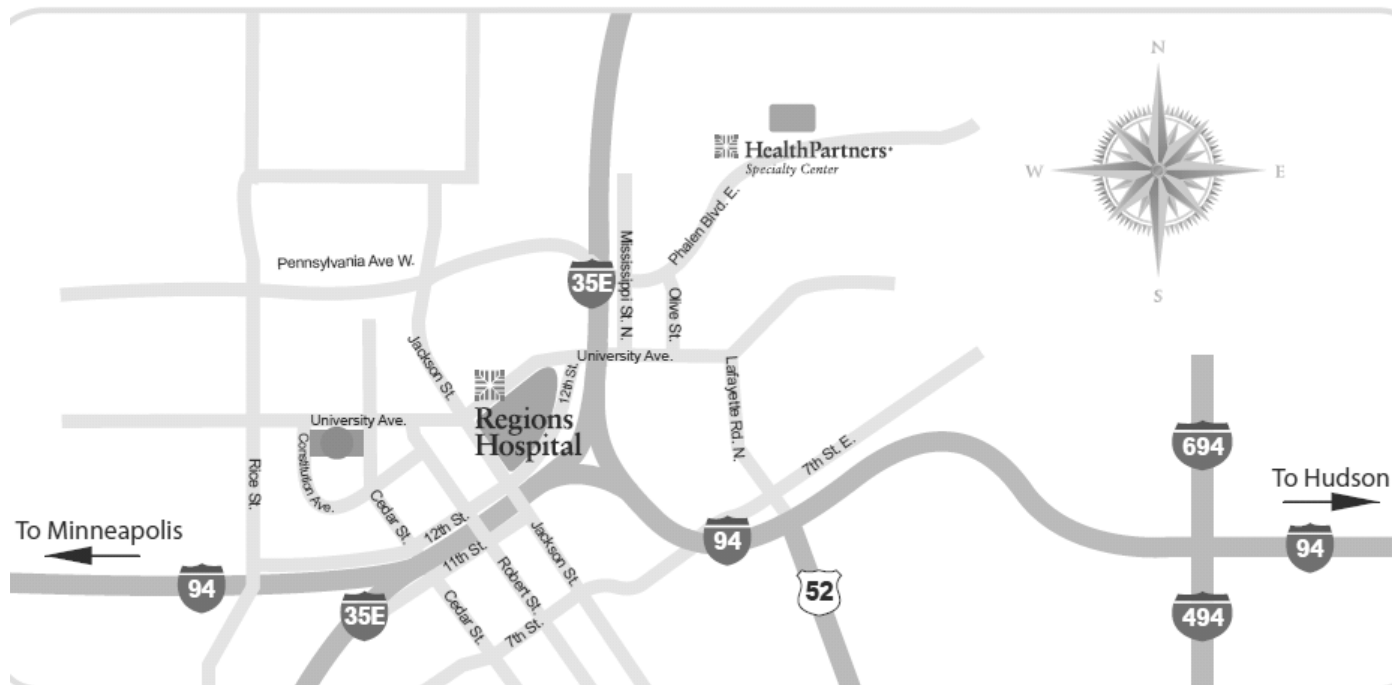 N
HealthPartners
Specialty Center
W
E
Phalen Blvd. E.
Mississippi St. N.
Pennsylvania Ave W.
35E
S
Olive St.
Jackson St.
University Ave.
12th St.
Lafayette Rd. N.
Regions
Hospital
University Ave.
Constitution Ave.
7th St. E.
694
Rice St.
To Hudson
Cedar St.
12th St.
To Minneapolis
11th St.
Jackson St.
94
94
94
Robert St.
52
35E
Cedar St.
7th St.
494